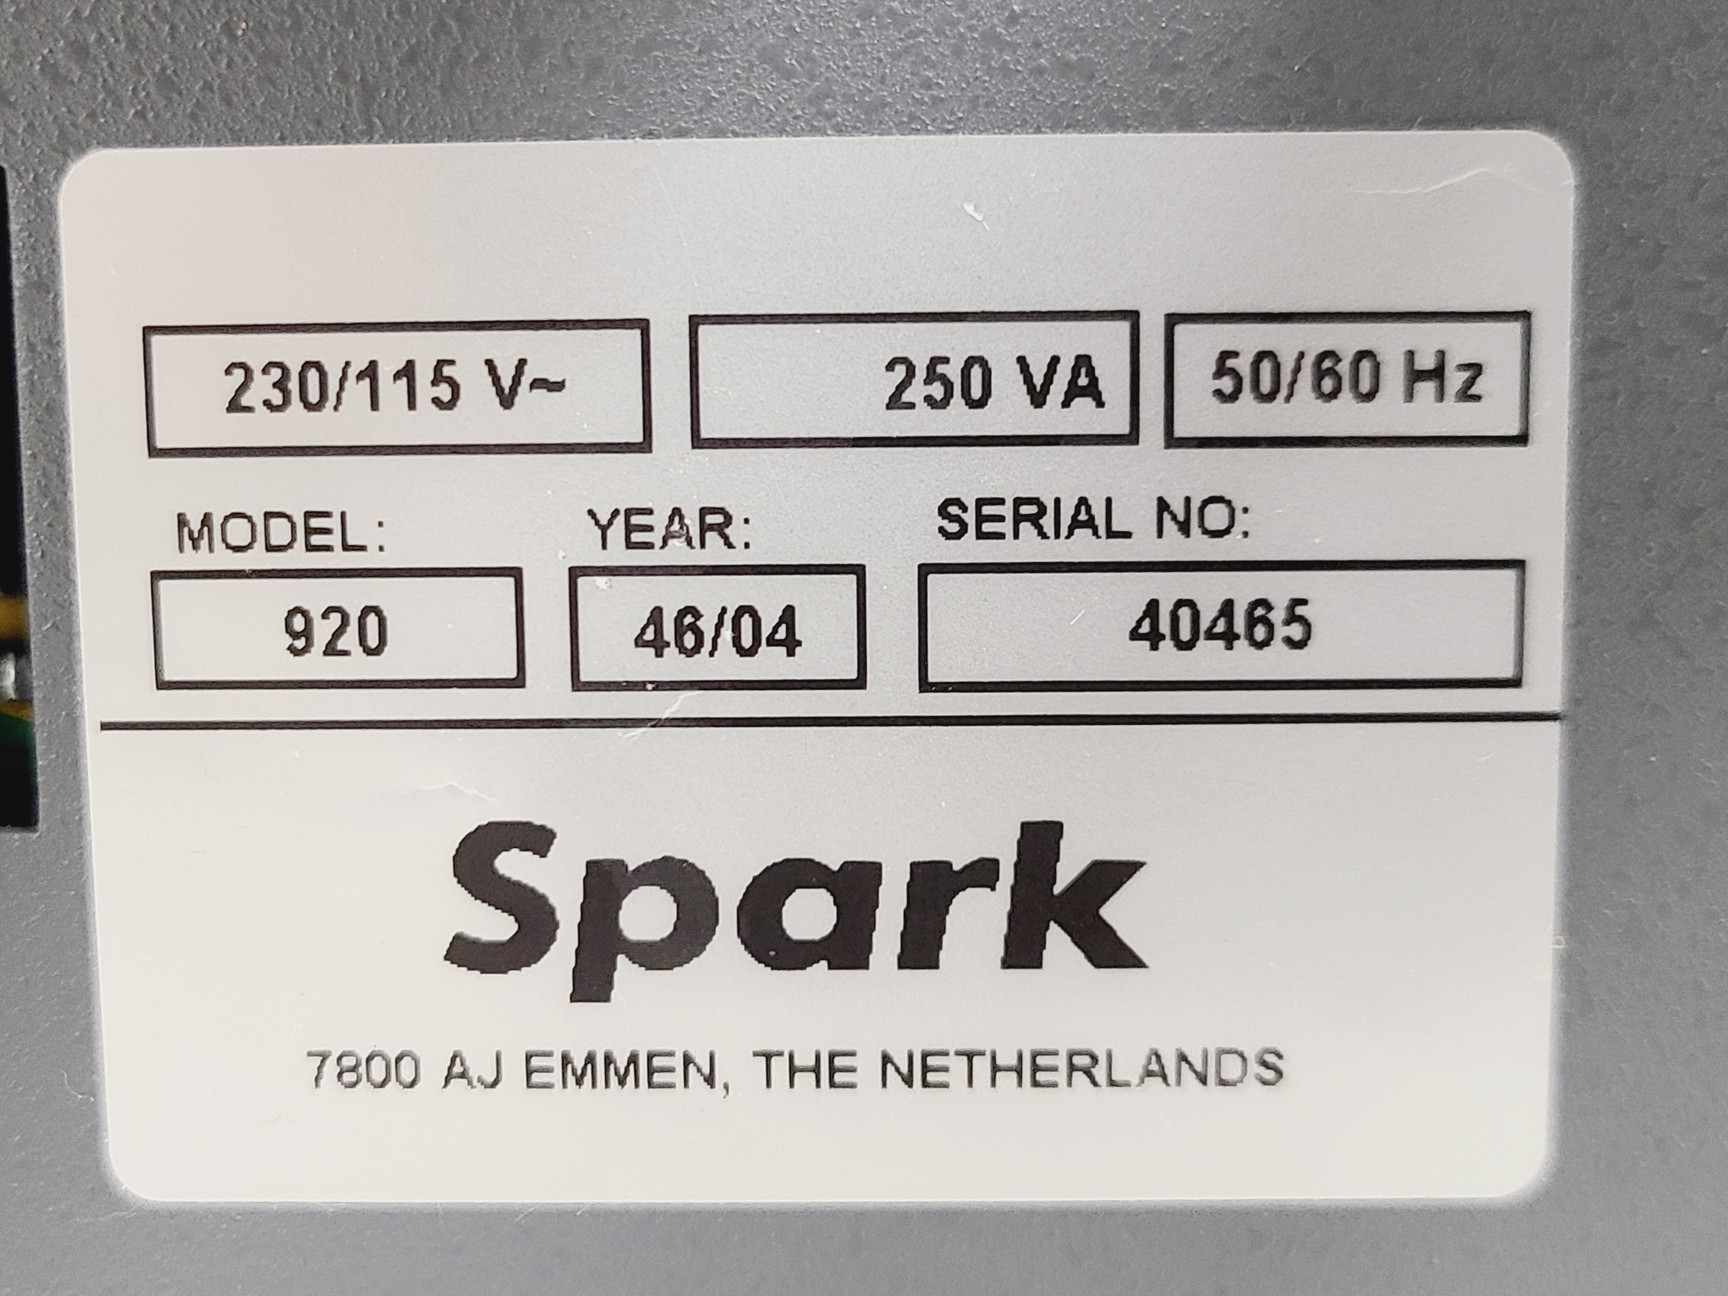 230/115 V~ 250 VA 50/60 Hz
MODEL: YEAR: SERIAL NO:
920 46/04 40465
Spark
7800 AJ EMMEN, THE NETHERLANDS